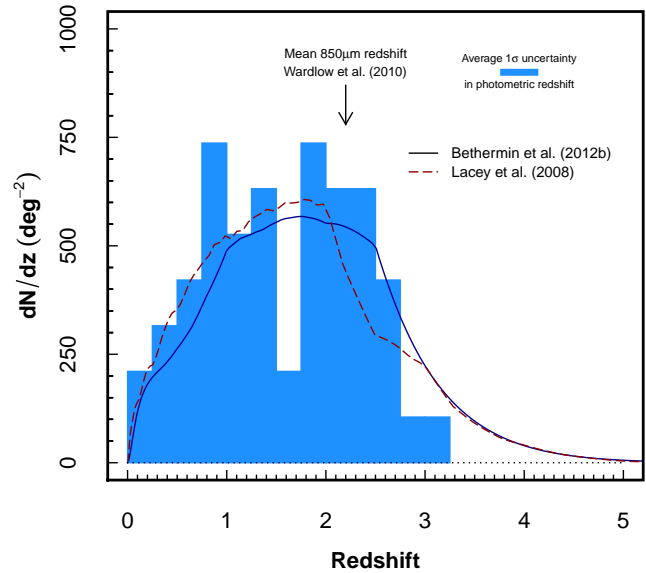 1000
750
500
250
0
dN/dz (deg−2)
Mean 850μm redshift
Wardlow et al. (2010)
Average 1σ uncertainty
in photometric redshift
Bethermin et al. (2012b)
Lacey et al. (2008)
0 1 2 3 4 5
Redshift